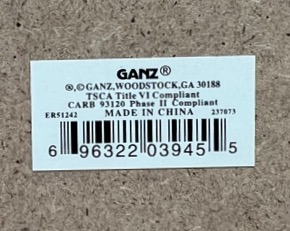 GANZ®
®,© GANZ,WOODSTOCK,GA 30188
TSCA Title VI Compliant
CARB 93120 Phase II Compliant
ER51242 MADE IN CHINA 237073
6 96322 03945 5